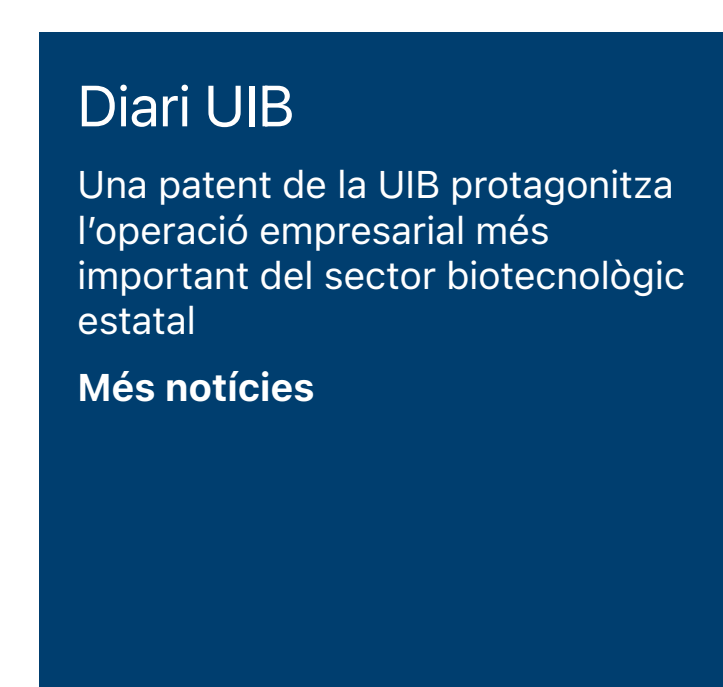 Diari UIB
Una patent de la UIB protagonitza
l’operació empresarial més
important del sector biotecnològic
estatal
Més notícies